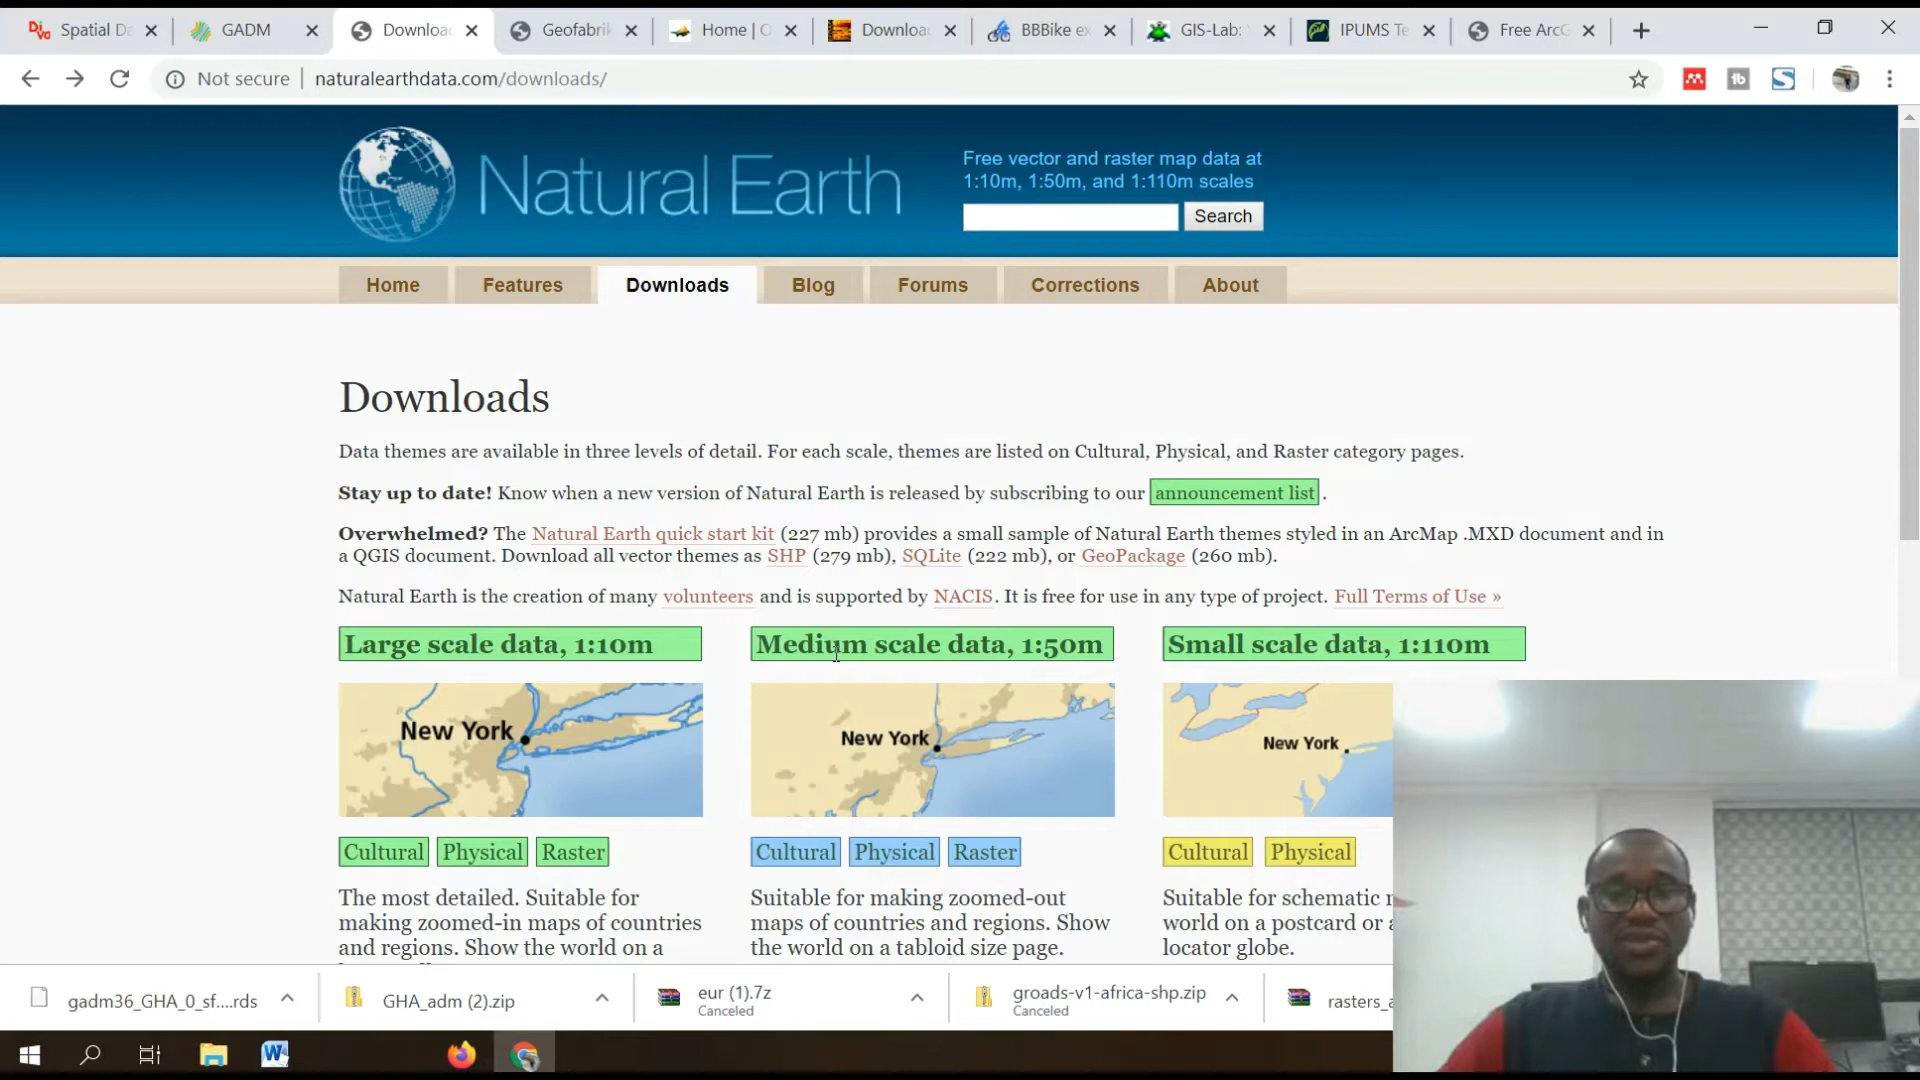 Spatial Da
GADM
Downloa
Geofabrik
Home | O
Downloa
BBBike ex
GIS-Lab:
IPUMS Te
Free ArcG
Not secure | naturalearthdata.com/downloads/
Natural Earth
Free vector and raster map data at
1:10m, 1:50m, and 1:110m scales
Search
Home
Features
Downloads
Blog
Forums
Corrections
About
Downloads
Data themes are available in three levels of detail. For each scale, themes are listed on Cultural, Physical, and Raster category pages.
Stay up to date! Know when a new version of Natural Earth is released by subscribing to our announcement list .
Overwhelmed? The Natural Earth quick start kit (227 mb) provides a small sample of Natural Earth themes styled in an ArcMap .MXD document and in
a QGIS document. Download all vector themes as SHP (279 mb), SQLite (222 mb), or GeoPackage (260 mb).
Natural Earth is the creation of many volunteers and is supported by NACIS. It is free for use in any type of project. Full Terms of Use »
Large scale data, 1:10m
New York
Cultural Physical Raster
The most detailed. Suitable for
making zoomed-in maps of countries
and regions. Show the world on a
Medium scale data, 1:50m
New York
Cultural Physical Raster
Suitable for making zoomed-out
maps of countries and regions. Show
the world on a tabloid size page.
Small scale data, 1:110m
New York
Cultural Physical
Suitable for schematic
world on a postcard or a
locator globe.
gadm36_GHA_0_sf....rds
GHA_adm (2).zip
eur (1).7z
Canceled
groads-v1-africa-shp.zip
Canceled
rasters_a